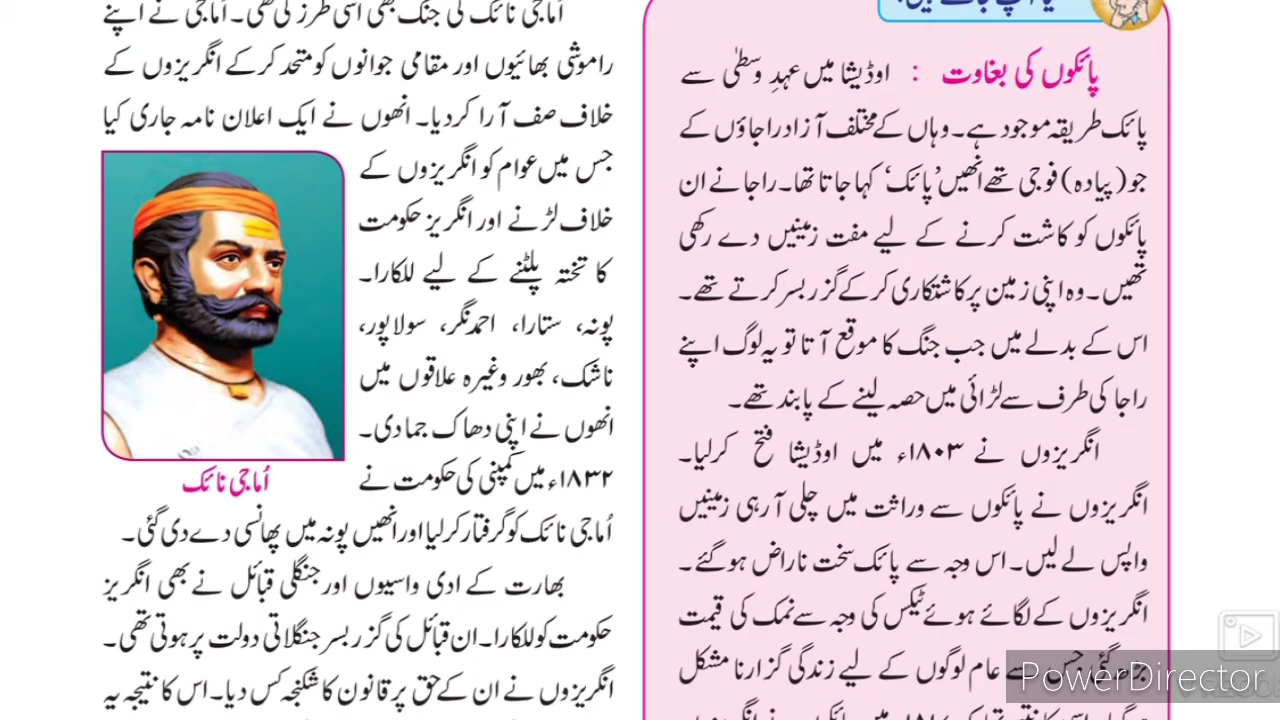 کیا آپ جانتے ہیں؟
پائکوں کی بغاوت : اوڈیشا میں عہدِ وسطیٰ سے
پائک طریقہ موجود ہے۔ وہاں کے مختلف آزاد راجاؤں کے
جو (پیادہ) فوجی تھے انھیں ’پائک‘ کہا جاتا تھا۔ راجا نے ان
پائکوں کو کاشت کرنے کے لیے مفت زمینیں دے رکھی
تھیں۔ وہ اپنی زمین پر کاشتکاری کرکے گزر بسر کرتے تھے۔
اس کے بدلے میں جب جنگ کا موقع آتا تو یہ لوگ اپنے
راجا کی طرف سے لڑائی میں حصہ لینے کے پابند تھے۔
انگریزوں نے ۱۸۰۳ء میں اوڈیشا فتح کرلیا۔
انگریزوں نے پائکوں سے وراثت میں چلی آرہی زمینیں
واپس لے لیں۔ اس وجہ سے پائک سخت ناراض ہوگئے۔
انگریزوں کے لگائے ہوئے ٹیکس کی وجہ سے نمک کی قیمت
بڑھ گئی جس سے عام لوگوں کے لیے زندگی گزارنا مشکل
اُماجی نائک کی جنگ بھی اسی طرز کی تھی۔ اُماجی نے اپنے
راموشی بھائیوں اور مقامی جوانوں کو متحد کرکے انگریزوں کے
خلاف صف آرا کردیا۔ انھوں نے ایک اعلان نامہ جاری کیا
جس میں عوام کو انگریزوں کے
خلاف لڑنے اور انگریز حکومت
کا تختہ پلٹنے کے لیے للکارا۔
پونہ، ستارا، احمدنگر، سولاپور،
ناشک، بھور وغیرہ علاقوں میں
انھوں نے اپنی دھاک جمادی۔
۱۸۳۲ء میں کمپنی کی حکومت نے
اُماجی نائک کو گرفتار کرلیا اور انھیں پونہ میں پھانسی دے دی گئی۔
بھارت کے ادی واسیوں اور جنگلی قبائل نے بھی انگریز
حکومت کو للکارا۔ ان قبائل کی گزر بسر جنگلاتی دولت پر ہوتی تھی۔
انگریزوں نے ان کے حق پر قانون کا شکنجہ کس دیا۔ اس کا نتیجہ یہ
اُماجی نائک
PowerDirector